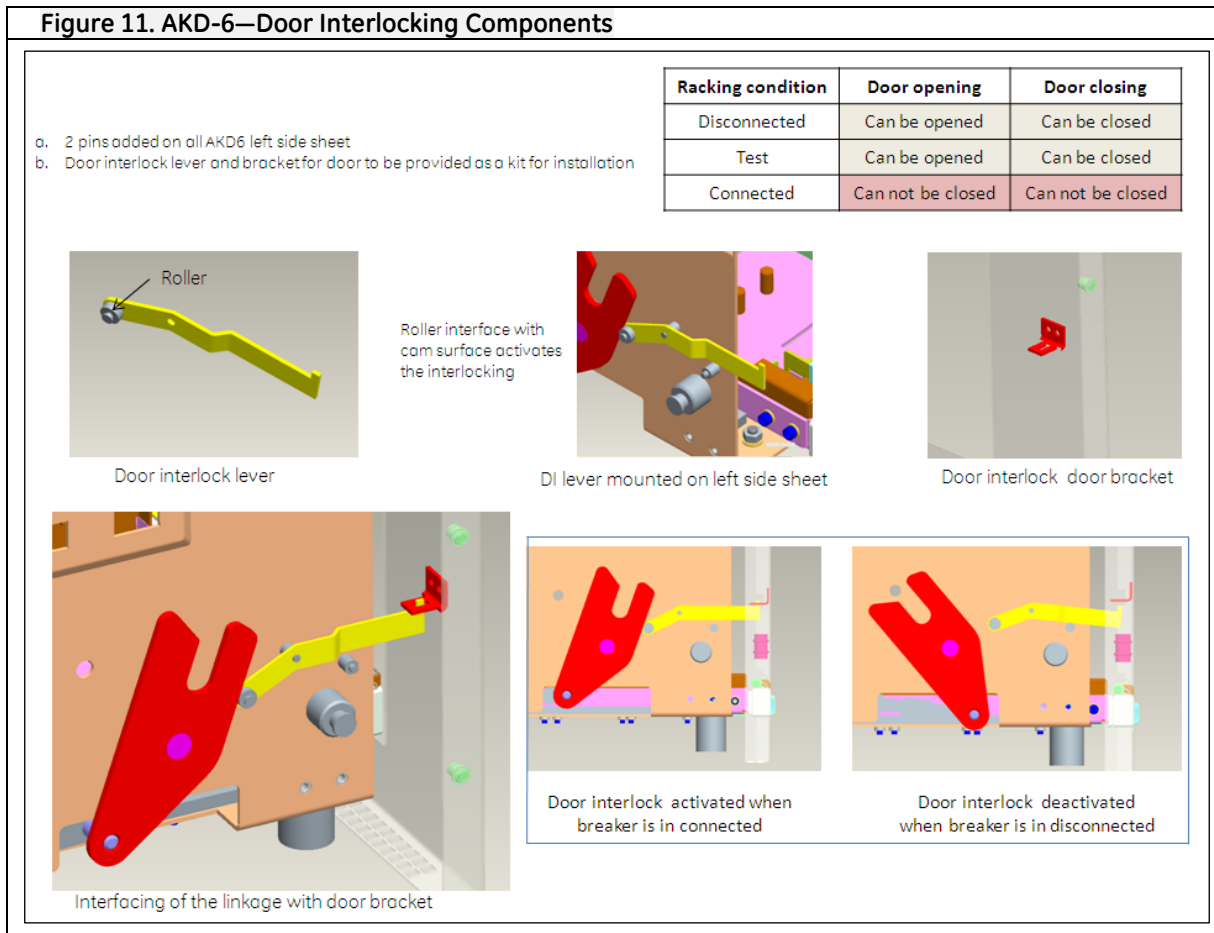 Figure 11. AKD-6—Door Interlocking Components
Racking condition Door opening Door closing
Disconnected Can be opened Can be closed
Test Can be opened Can be closed
Connected Can not be closed Can not be closed
a. 2 pins added on all AKD6 left side sheet
b. Door interlock lever and bracket for door to be provided as a kit for installation
Roller
Roller interface with
cam surface activates
the interlocking
Door interlock lever
DI lever mounted on left side sheet
Door interlock door bracket
Door interlock activated when
breaker is in connected
Door interlock deactivated
when breaker is in disconnected
Interfacing of the linkage with door bracket